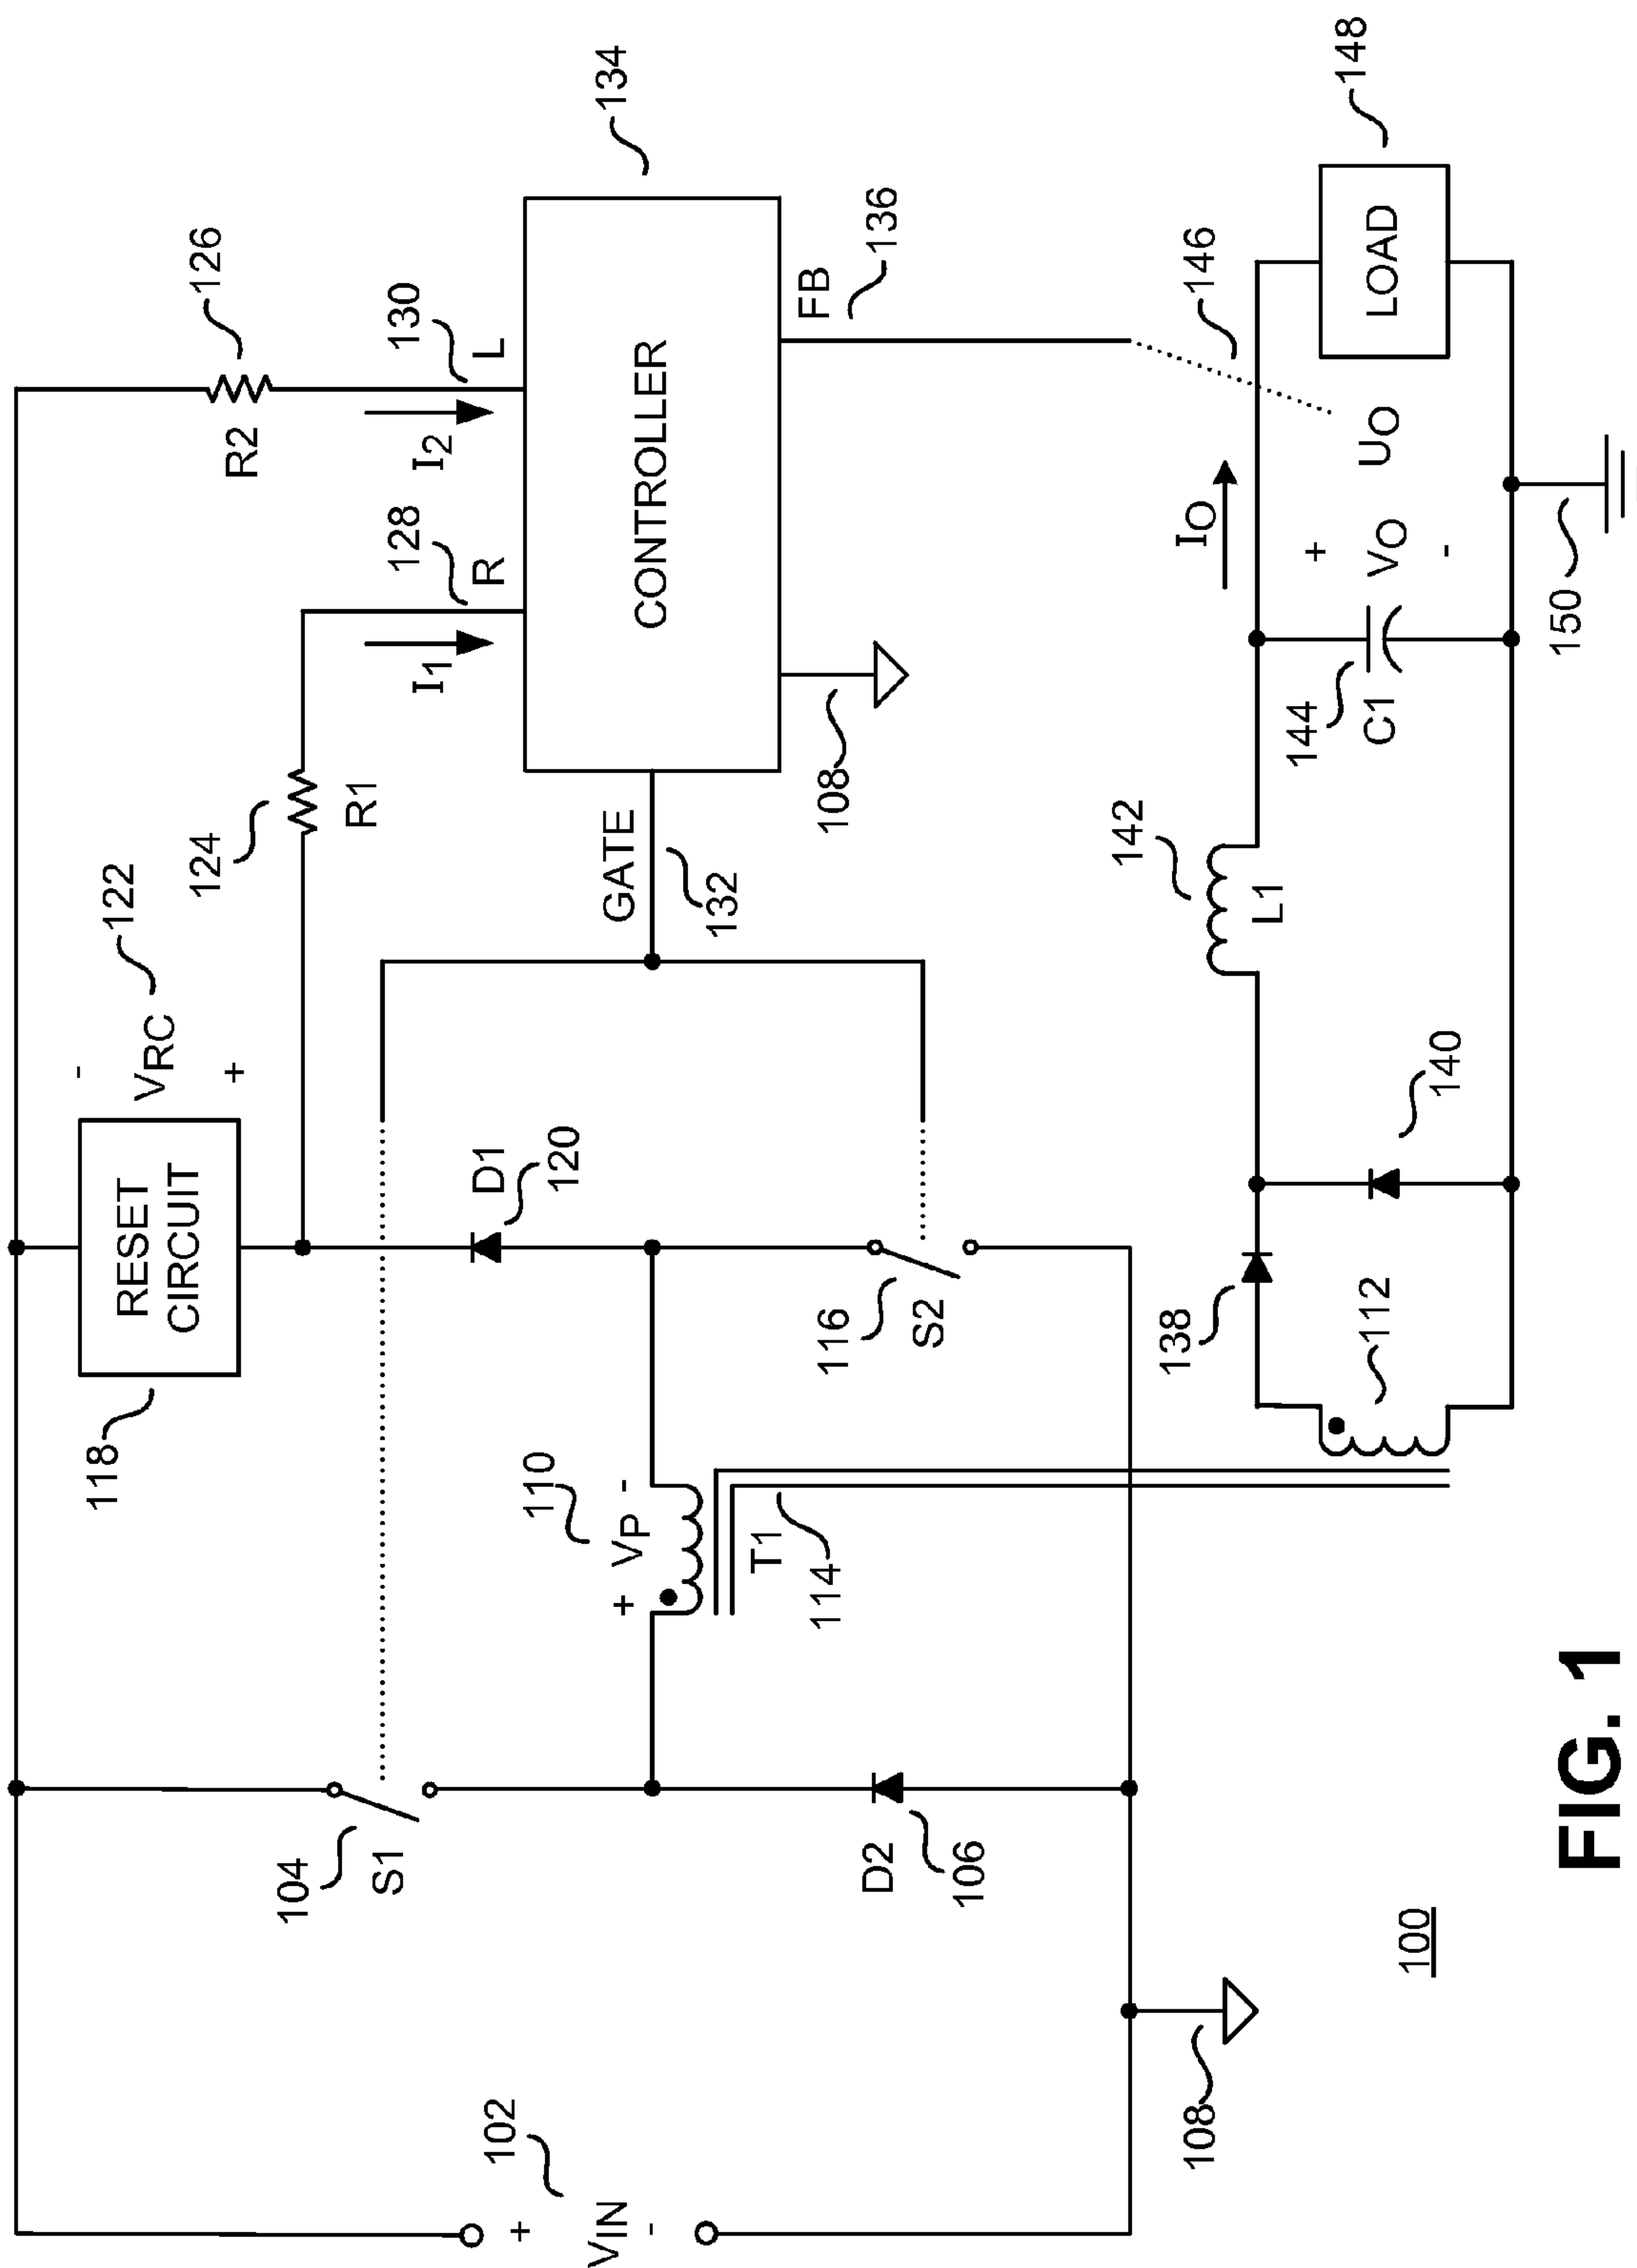 118
RESET
CIRCUIT
-
VRC
+
122
124
R1
R2
126
I1
128
R
I2
130
L
134
CONTROLLER
GATE
132
108
FB
136
104
S1
110
+ VP -
T1
114
D1
120
116
S2
D2
106
102
+
VIN
-
108
138
112
140
142
L1
144
C1
IO
+
VO
-
UO
146
LOAD
148
150
100
FIG. 1